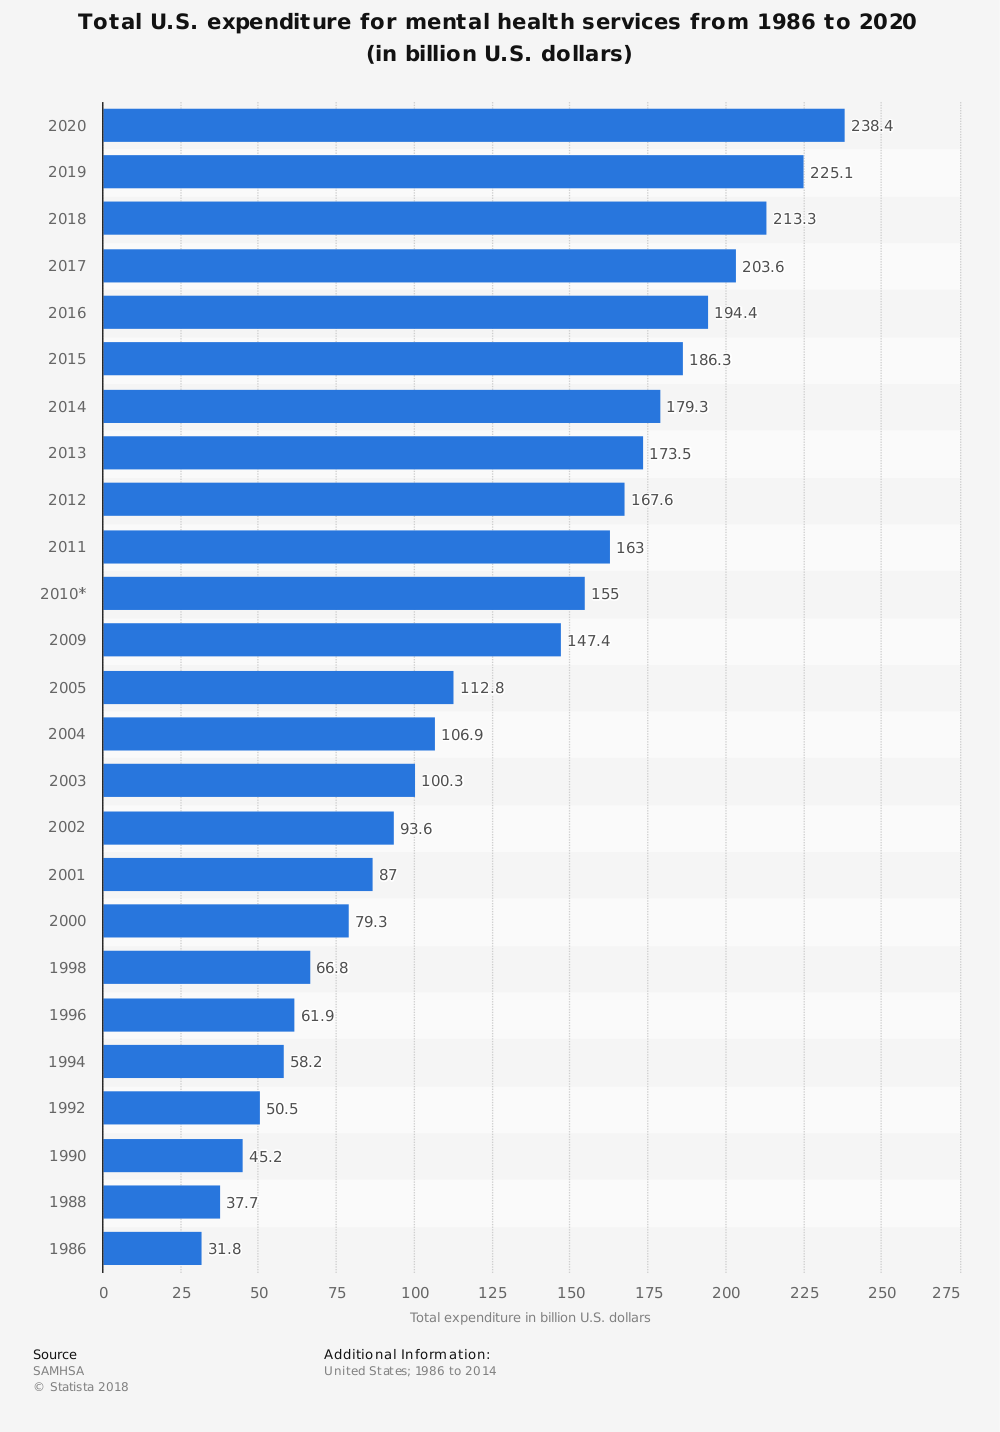 Total U.S. expenditure for mental health services from 1986 to 2020
(in billion U.S. dollars)
2020 238.4
2019 225.1
2018 213.3
2017 203.6
2016 194.4
2015 186.3
2014 179.3
2013 173.5
2012 167.6
2011 163
2010* 155
2009 147.4
2005 112.8
2004 106.9
2003 100.3
2002 93.6
2001 87
2000 79.3
1998 66.8
1996 61.9
1994 58.2
1992 50.5
1990 45.2
1988 37.7
1986 31.8
0 25 50 75 100 125 150 175 200 225 250 275
Total expenditure in billion U.S. dollars
Source
SAMHSA
© Statista 2018
Additional Information:
United States; 1986 to 2014